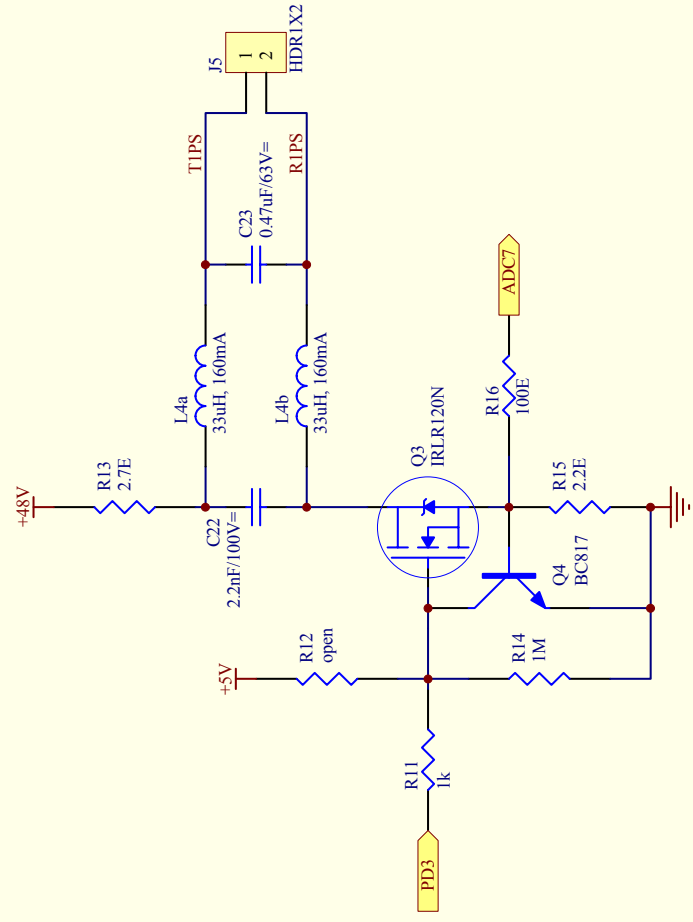 J5
1
2
HDR1X2
T1PS
R1PS
C23
0.47uF/63V=
L4a
33uH, 160mA
L4b
33uH, 160mA
+48V
R13
2.7E
C22
2.2nF/100V=
Q3
IRLR120N
R16
100E
ADC7
R15
2.2E
Q4
BC817
+5V
R12
open
R14
1M
R11
1k
PD3